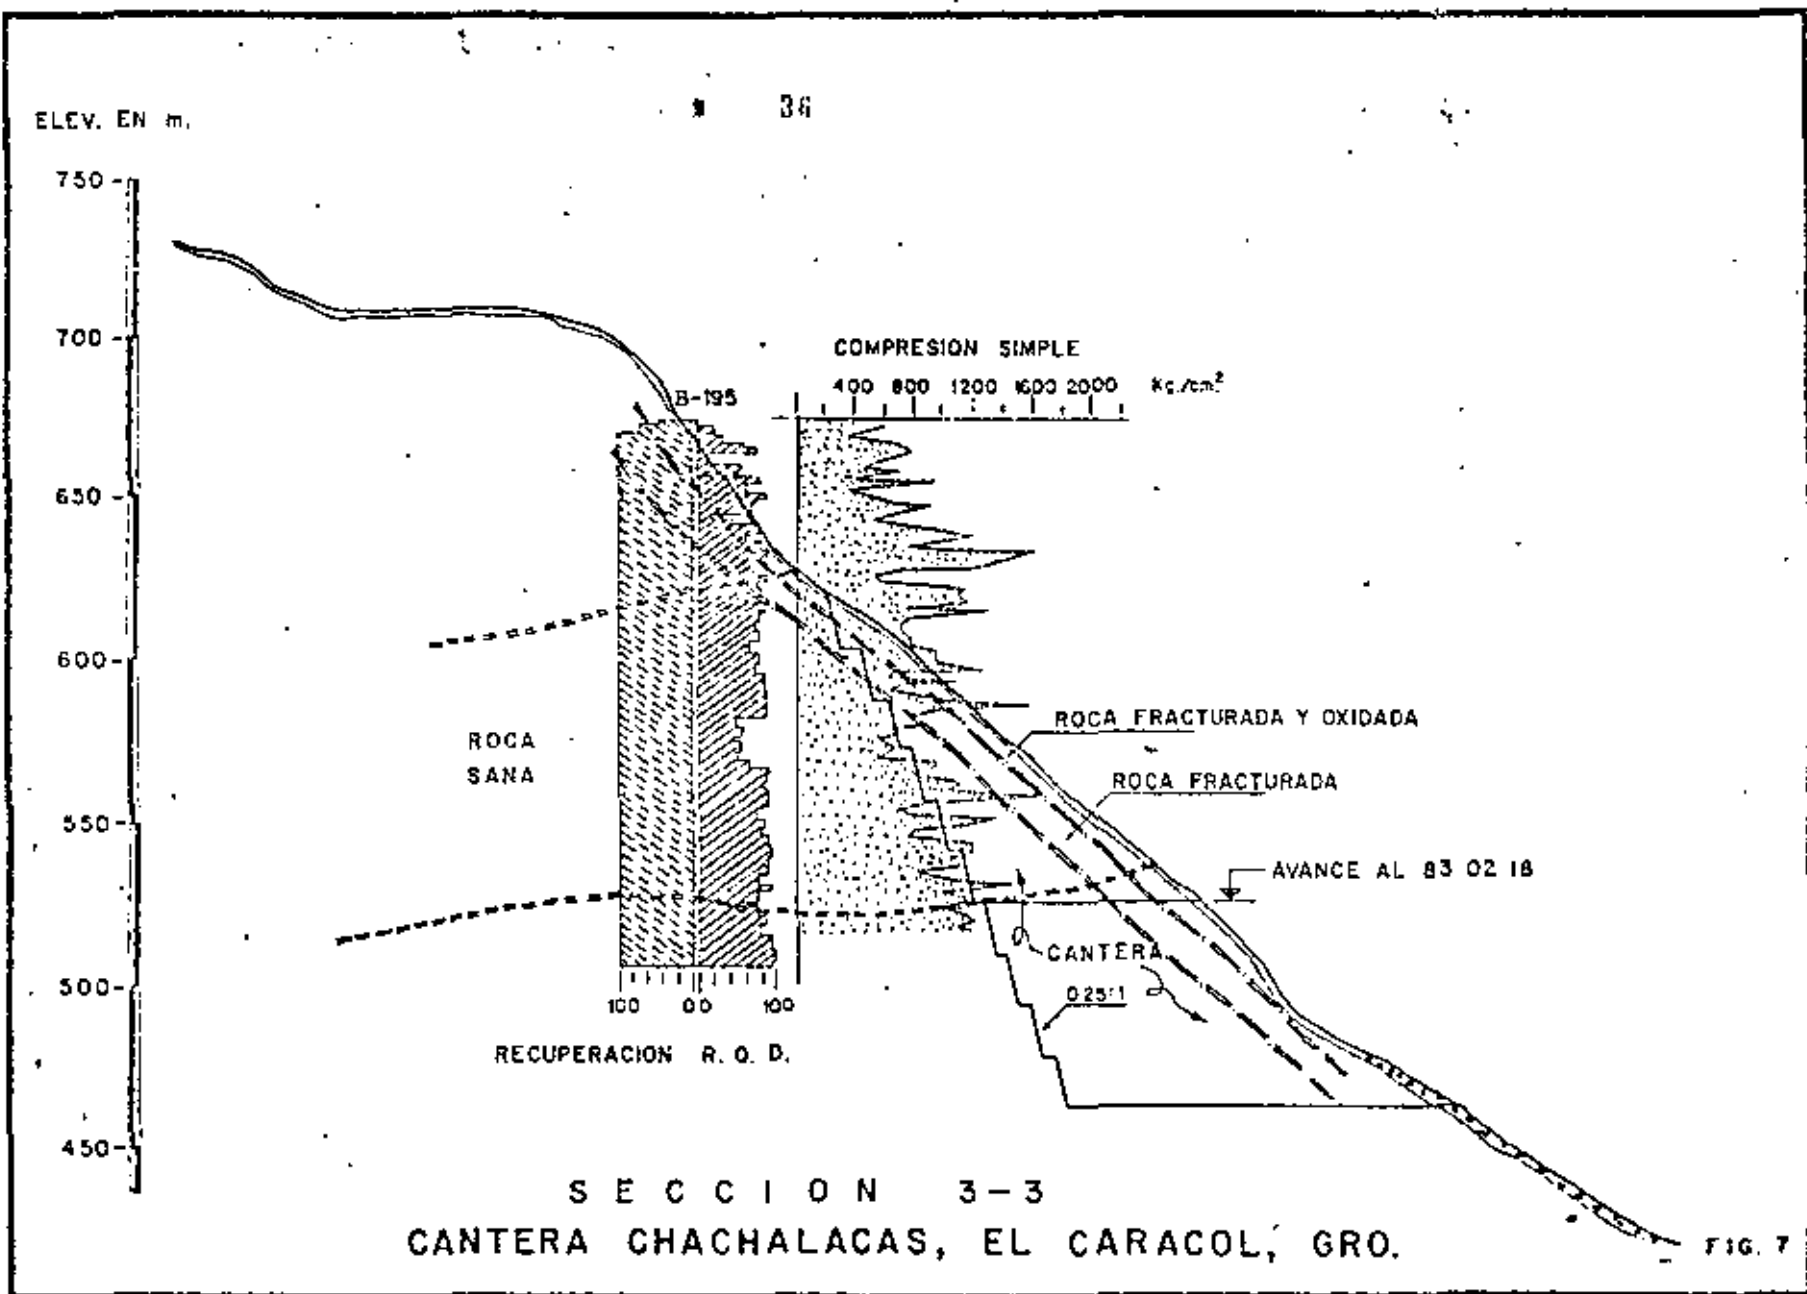 36
ELEV. EN m.
750
700
650
600
550
500
450
B-195
COMPRESION SIMPLE
400 800 1200 1600 2000 Kg./cm²
ROCA
SANA
ROCA FRACTURADA Y OXIDADA
ROCA FRACTURADA
AVANCE AL 83 02 18
CANTERA
0.25:1
100 00 100
RECUPERACION R. Q. D.
SECCION 3-3
CANTERA CHACHALACAS, EL CARACOL, GRO.
FIG. 7